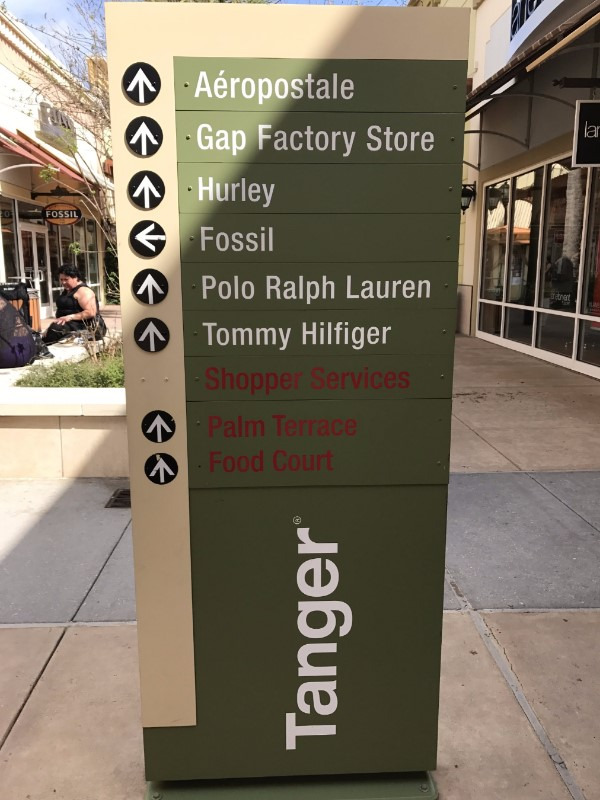 Aéropostale
Gap Factory Store
Hurley
Fossil
Polo Ralph Lauren
Tommy Hilfiger
Shopper Services
Palm Terrace
Food Court
Tanger®
FOSSIL